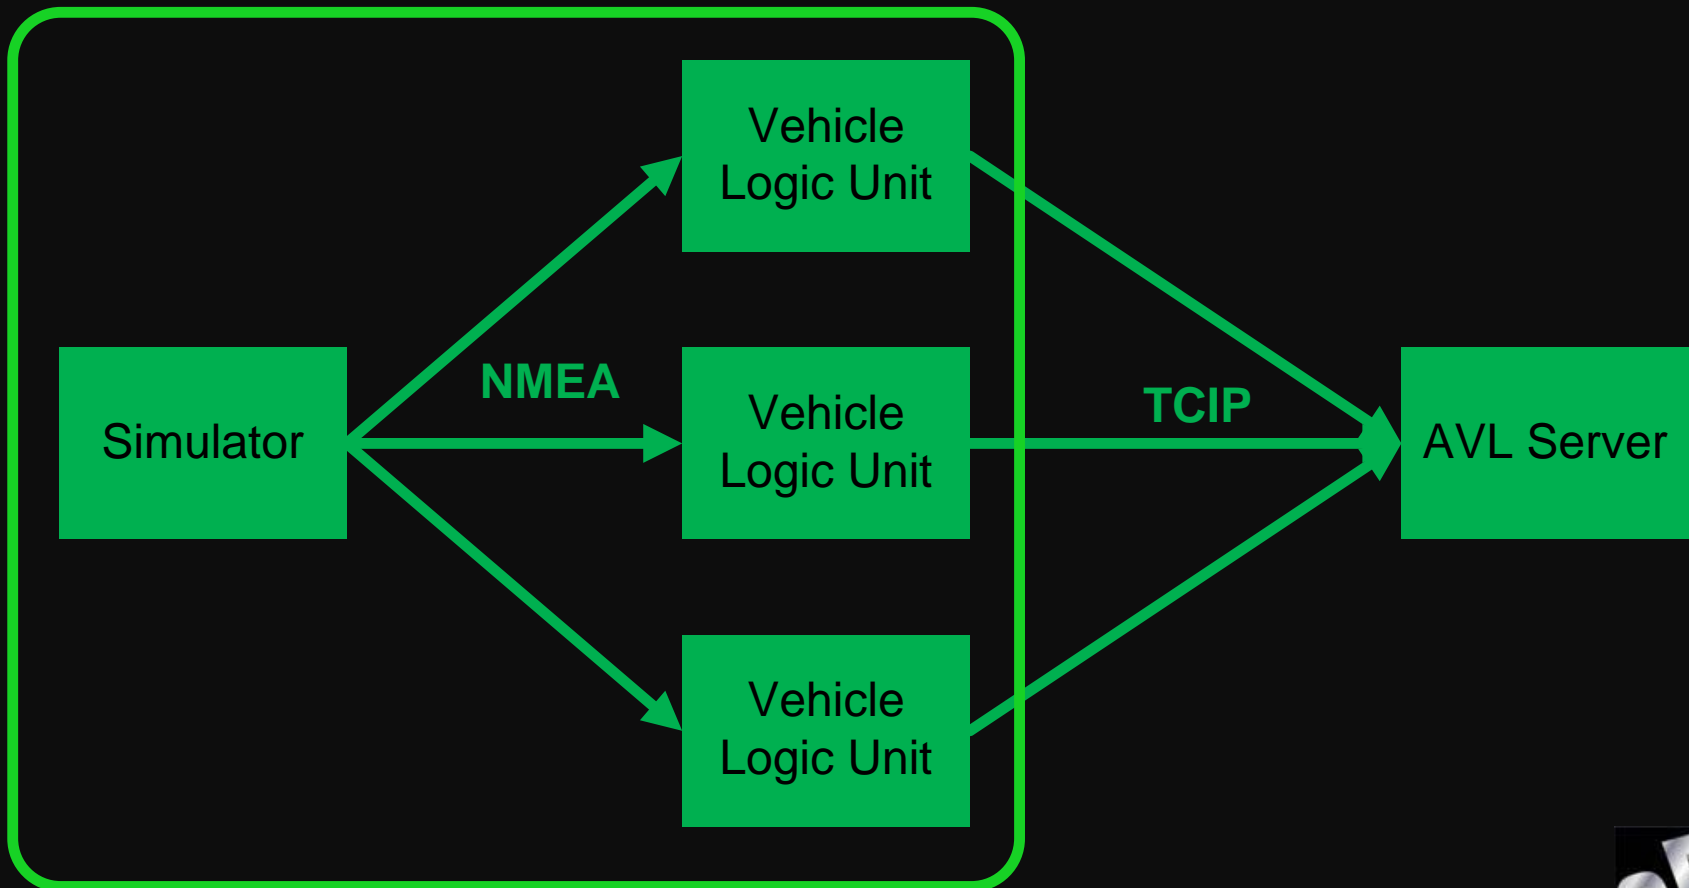 Vehicle
Logic Unit
NMEA
Simulator
Vehicle
Logic Unit
TCIP
AVL Server
Vehicle
Logic Unit